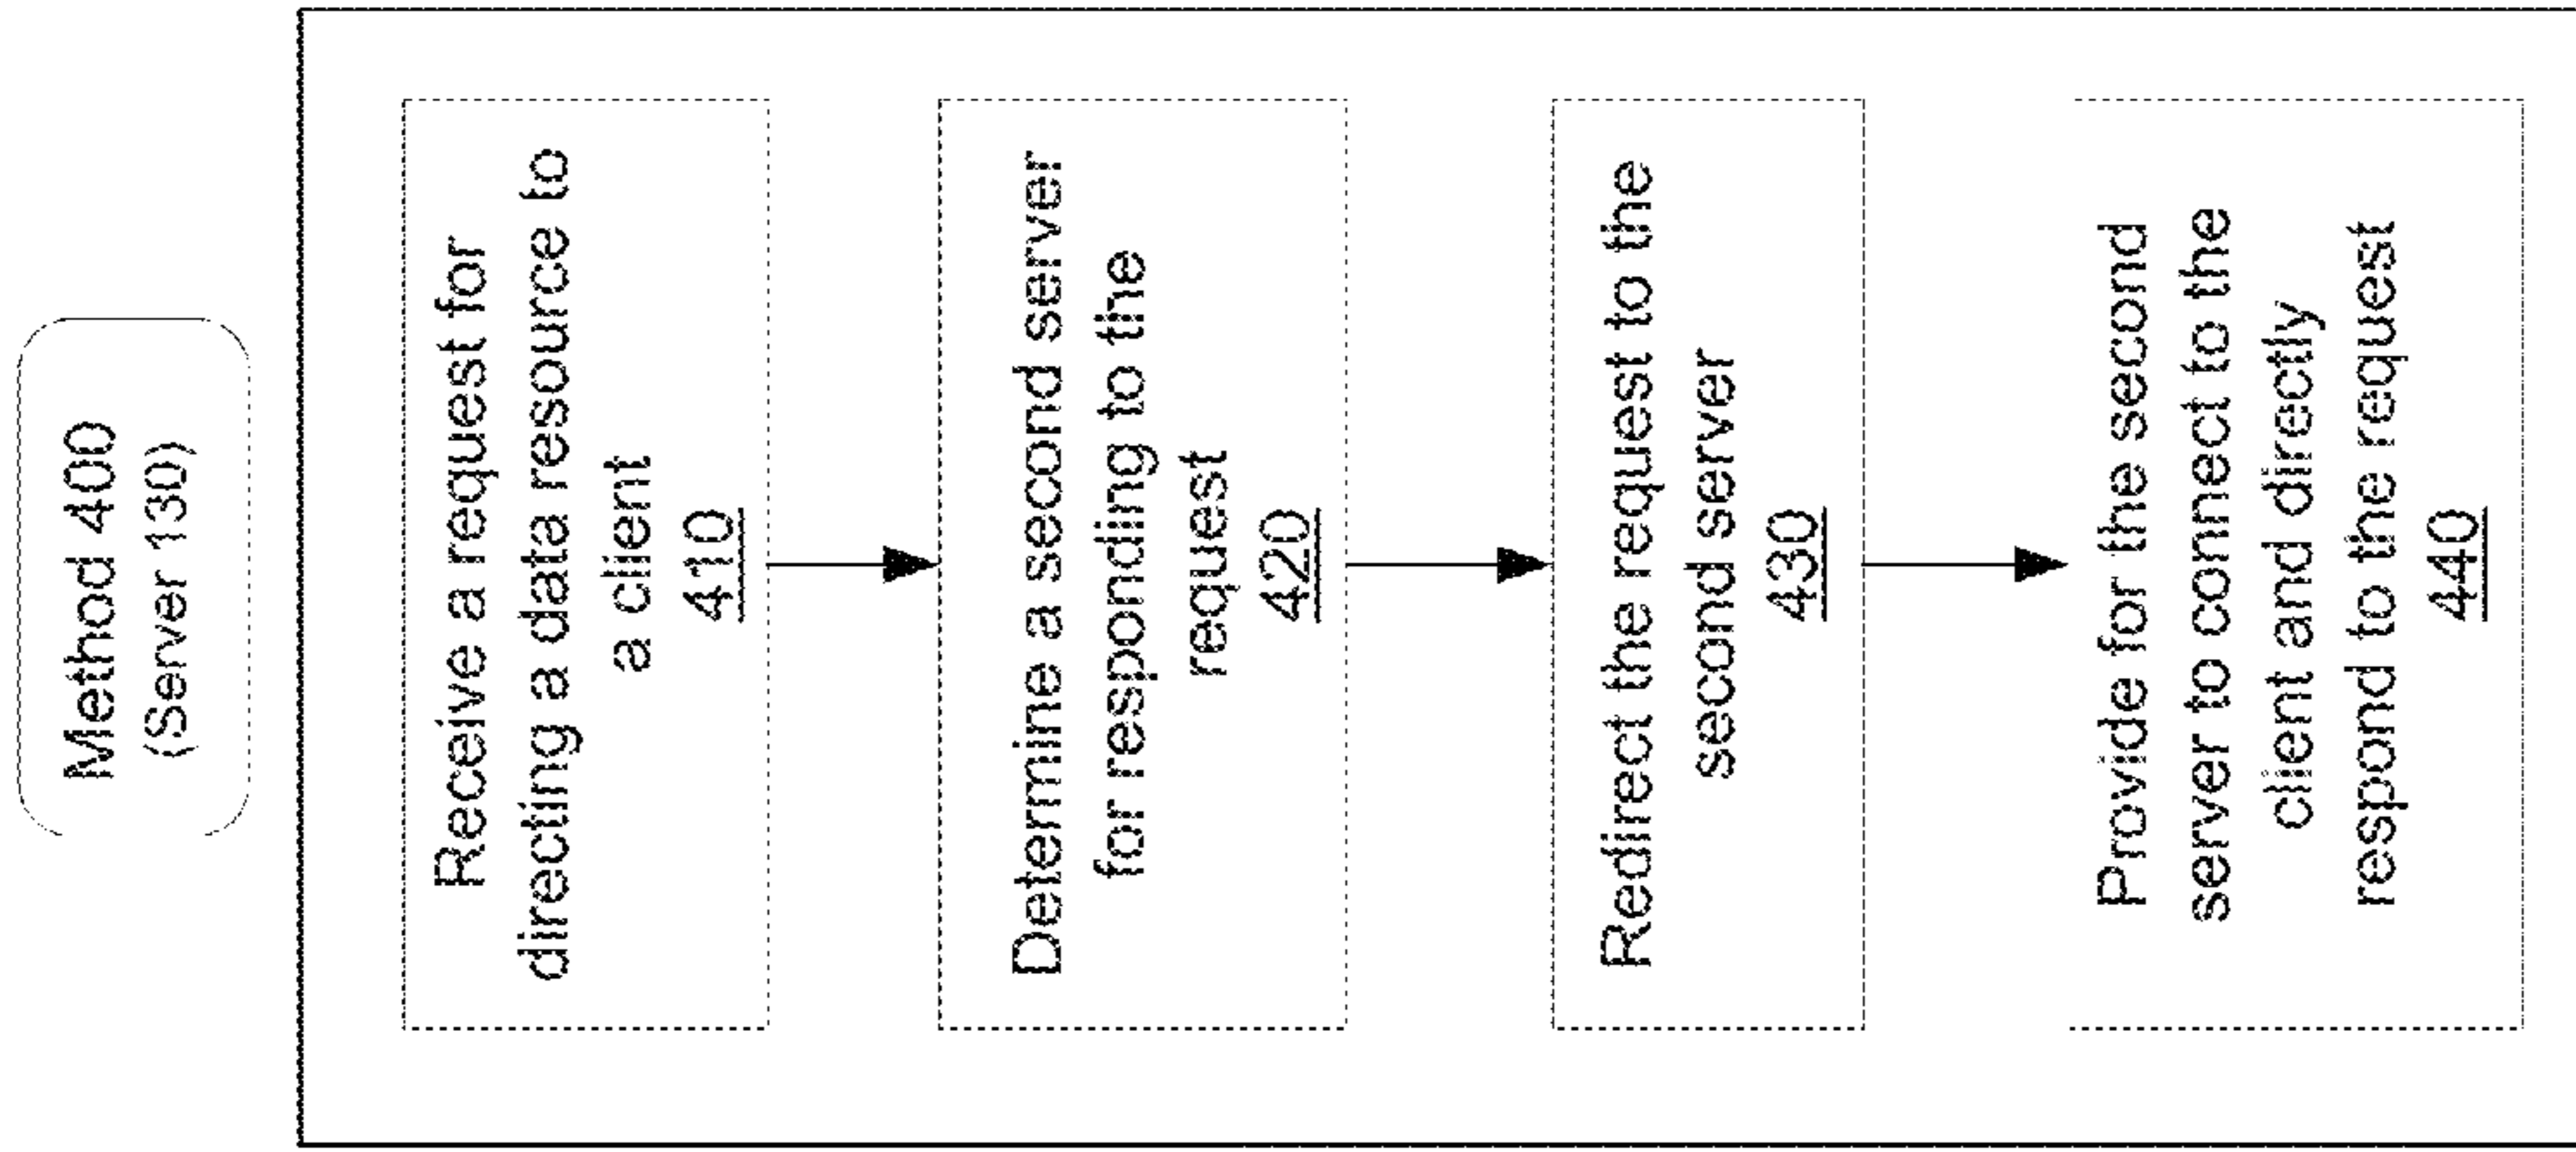 Method 400
(Server 130)
Receive a request for
directing a data resource to
a client
410
Determine a second server
for responding to the
request
420
Redirect the request to the
second server
430
Provide for the second
server to connect to the
client and directly
respond to the request
440